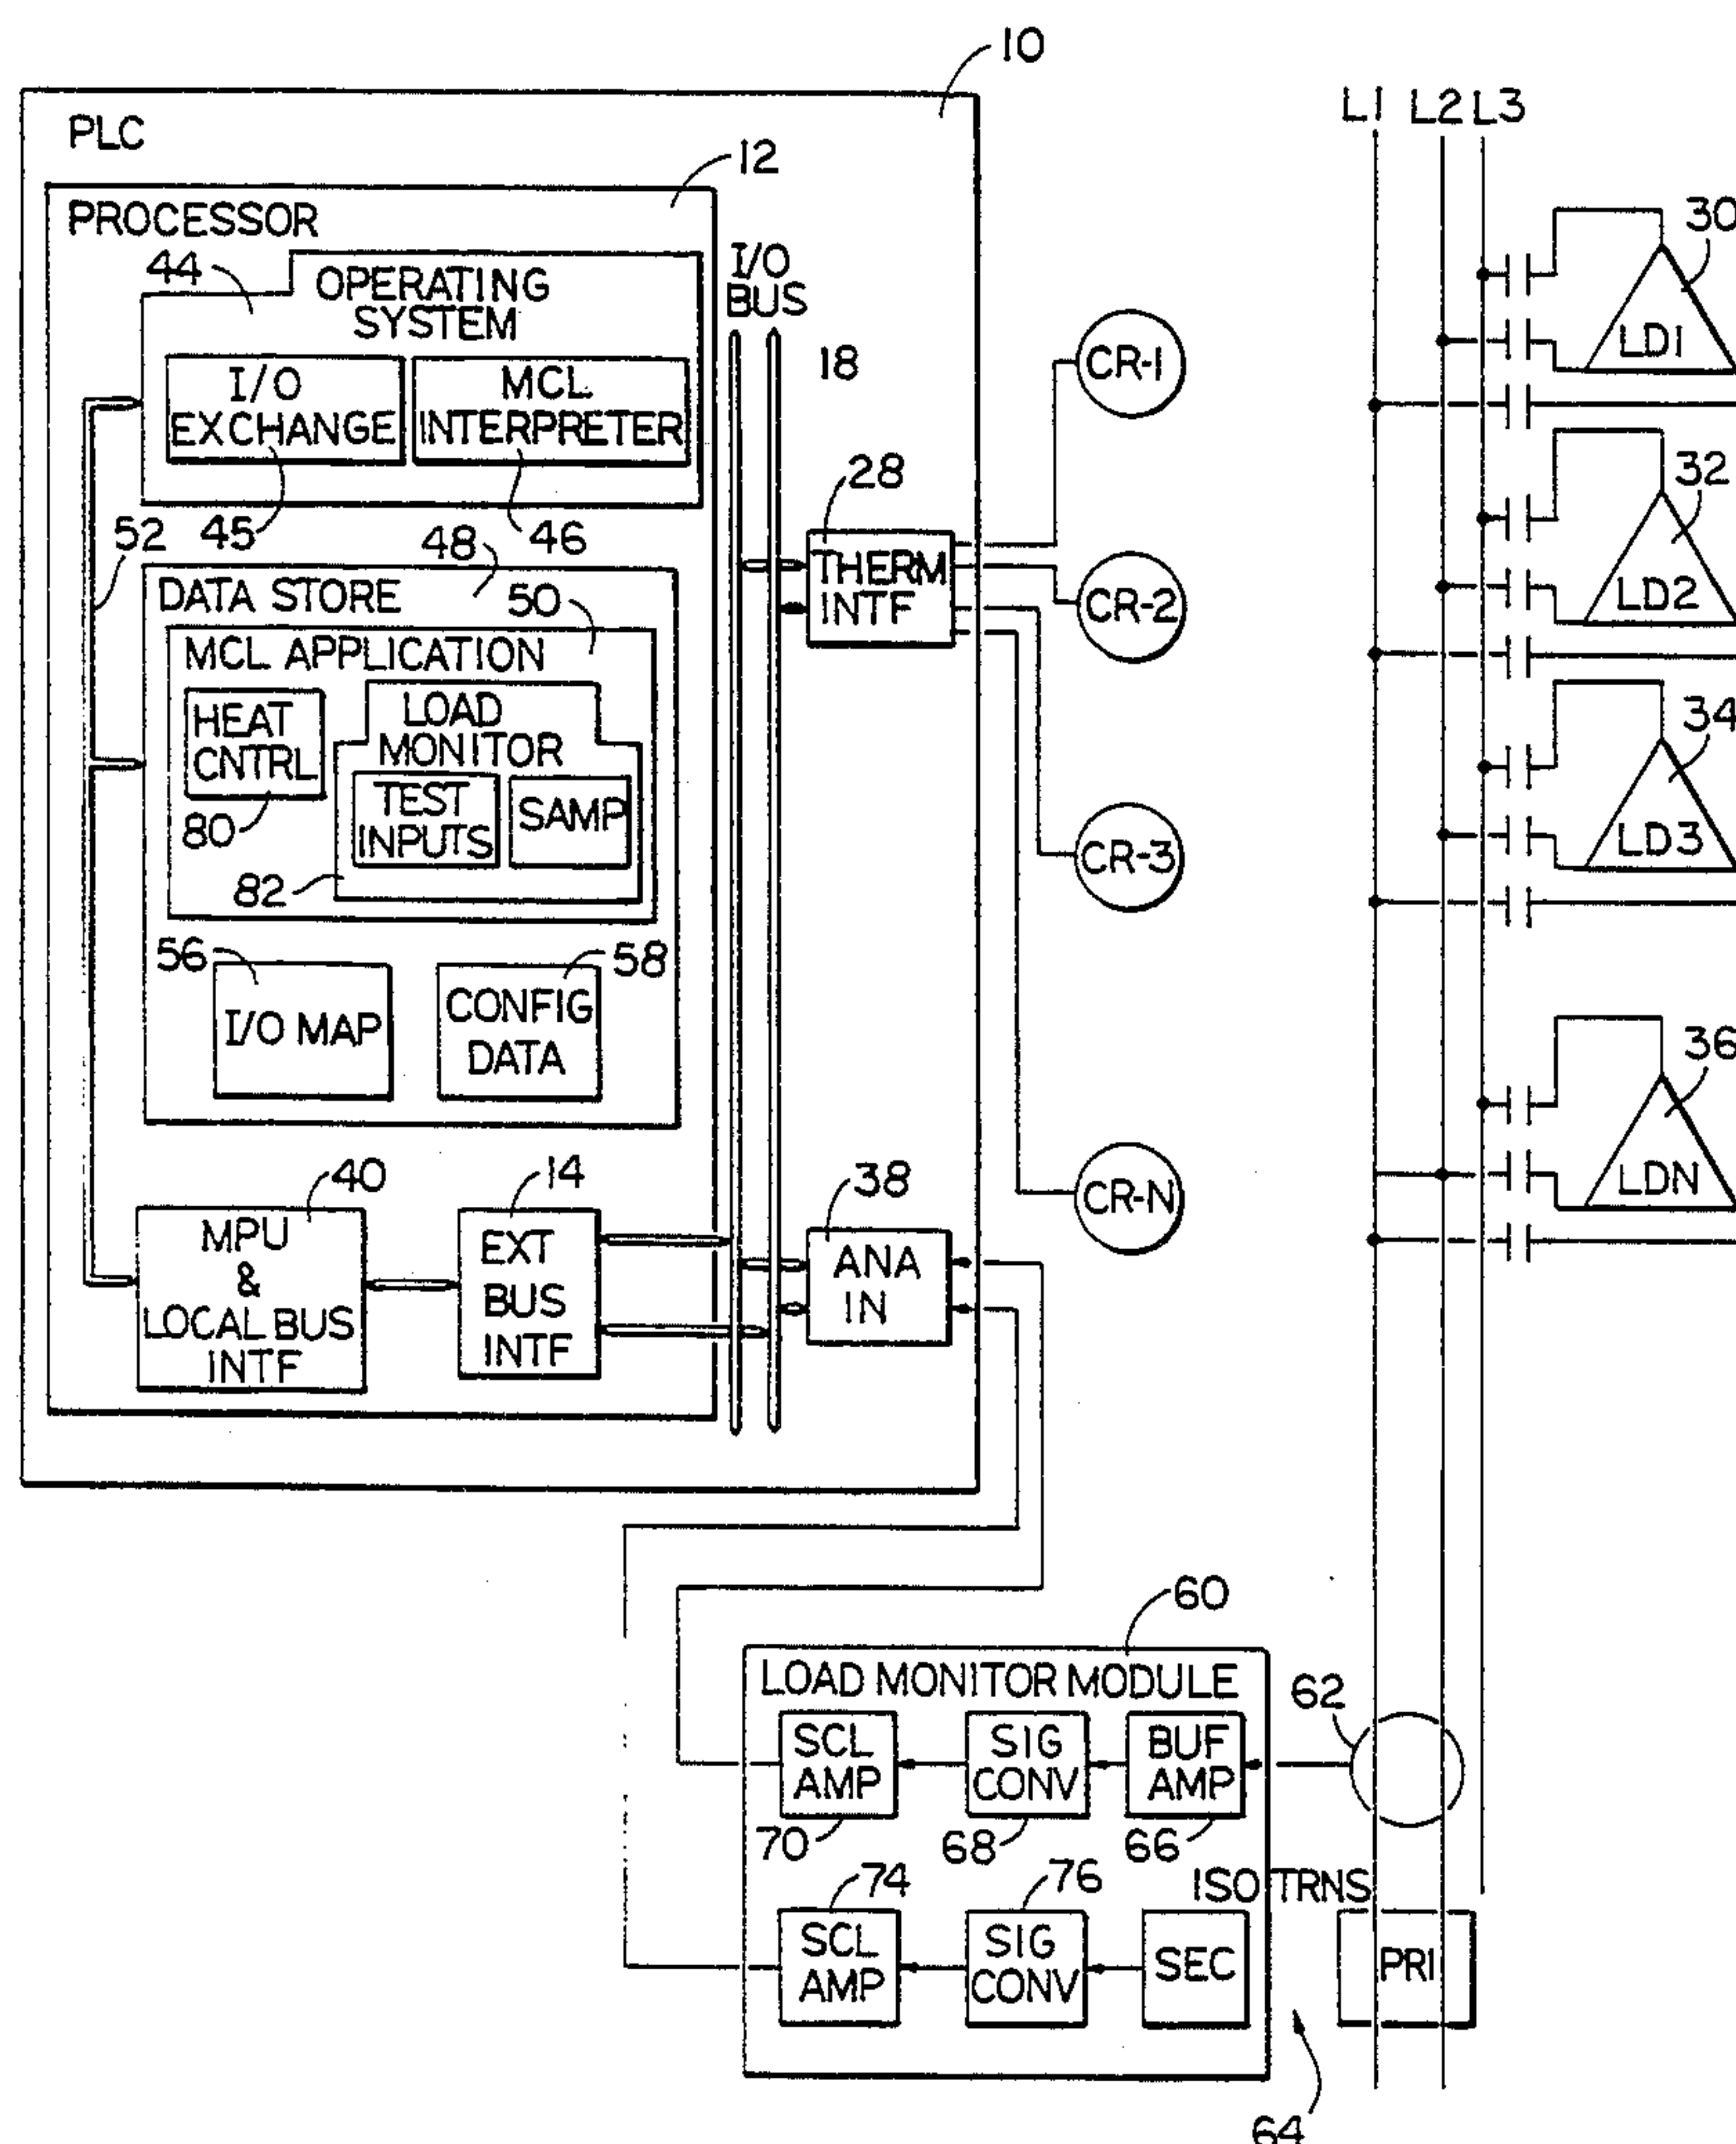 10
PLC
12
PROCESSOR
44
OPERATING
SYSTEM
I/O
EXCHANGE
MCL
INTERPRETER
45
46
I/O
BUS
18
28
THERM
INTF
52
48
DATA STORE
50
MCL APPLICATION
HEAT
CNTRL
80
LOAD
MONITOR
TEST
INPUTS
SAMP
82
56
I/O MAP
58
CONFIG
DATA
40
MPU
&
LOCAL BUS
INTF
14
EXT
BUS
INTF
38
ANA
IN
CR-1
CR-2
CR-3
CR-N
L1 L2 L3
30
LD1
32
LD2
34
LD3
36
LDN
60
LOAD MONITOR MODULE
62
SCL
AMP
70
SIG
CONV
68
BUF
AMP
66
74
SCL
AMP
76
SIG
CONV
ISO TRNS
SEC
PRI
64